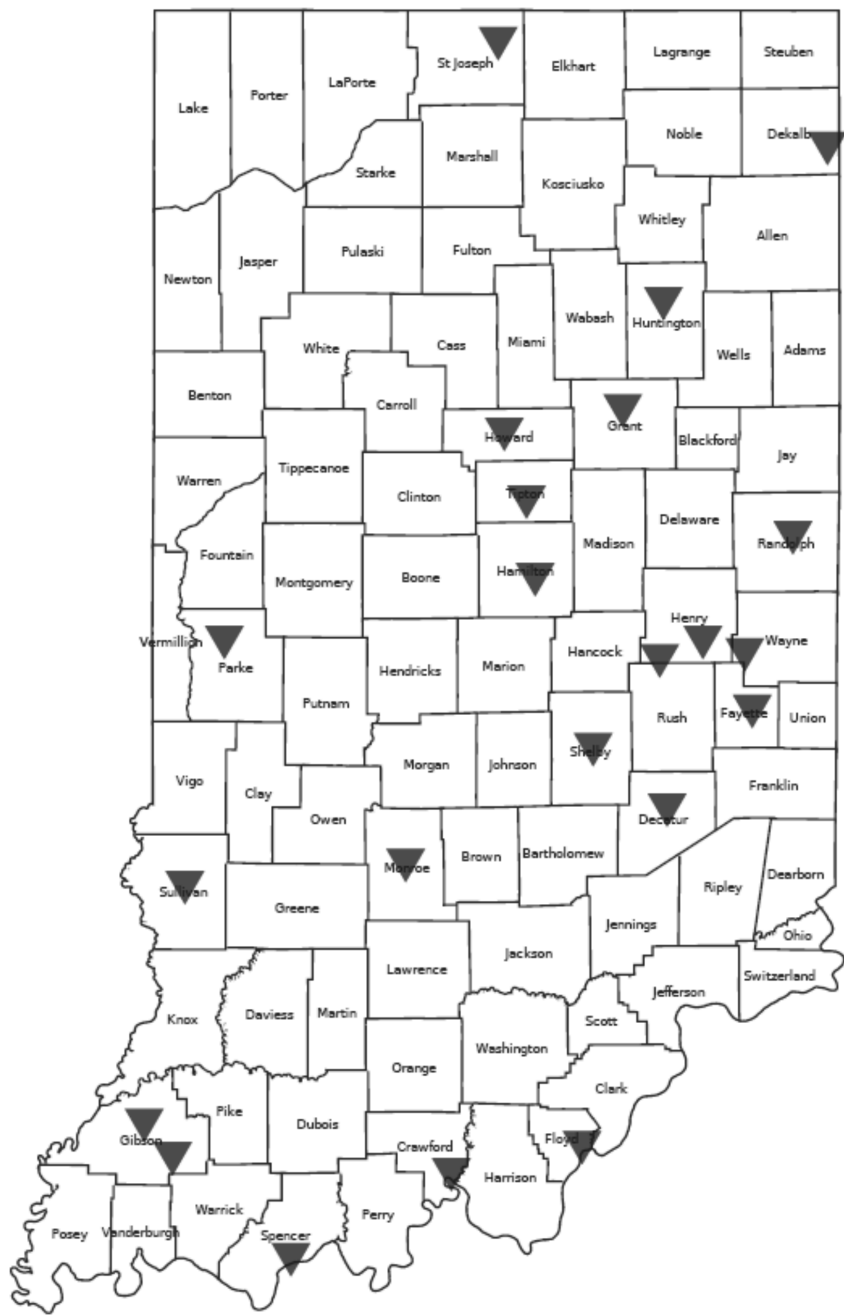 St Joseph
Elkhart
Lagrange
Steuben
Lake
Porter
LaPorte
Noble
Dekalb
Starke
Marshall
Kosciusko
Whitley
Allen
Newton
Jasper
Pulaski
Fulton
Huntington
Wabash
Miami
Cass
White
Wells
Adams
Benton
Carroll
Howard
Grant
Blackford
Jay
Warren
Tippecanoe
Clinton
Tipton
Delaware
Randolph
Madison
Fountain
Montgomery
Boone
Hamilton
Henry
Wayne
Vermillion
Parke
Hendricks
Marion
Hancock
Putnam
Rush
Fayette
Union
Shelby
Vigo
Clay
Morgan
Johnson
Franklin
Owen
Decatur
Monroe
Brown
Bartholomew
Dearborn
Ripley
Sullivan
Greene
Jennings
Ohio
Lawrence
Jackson
Switzerland
Jefferson
Knox
Daviess
Martin
Scott
Orange
Washington
Clark
Pike
Dubois
Gibson
Crawford
Floyd
Harrison
Posey
Vanderburgh
Warrick
Spencer
Perry